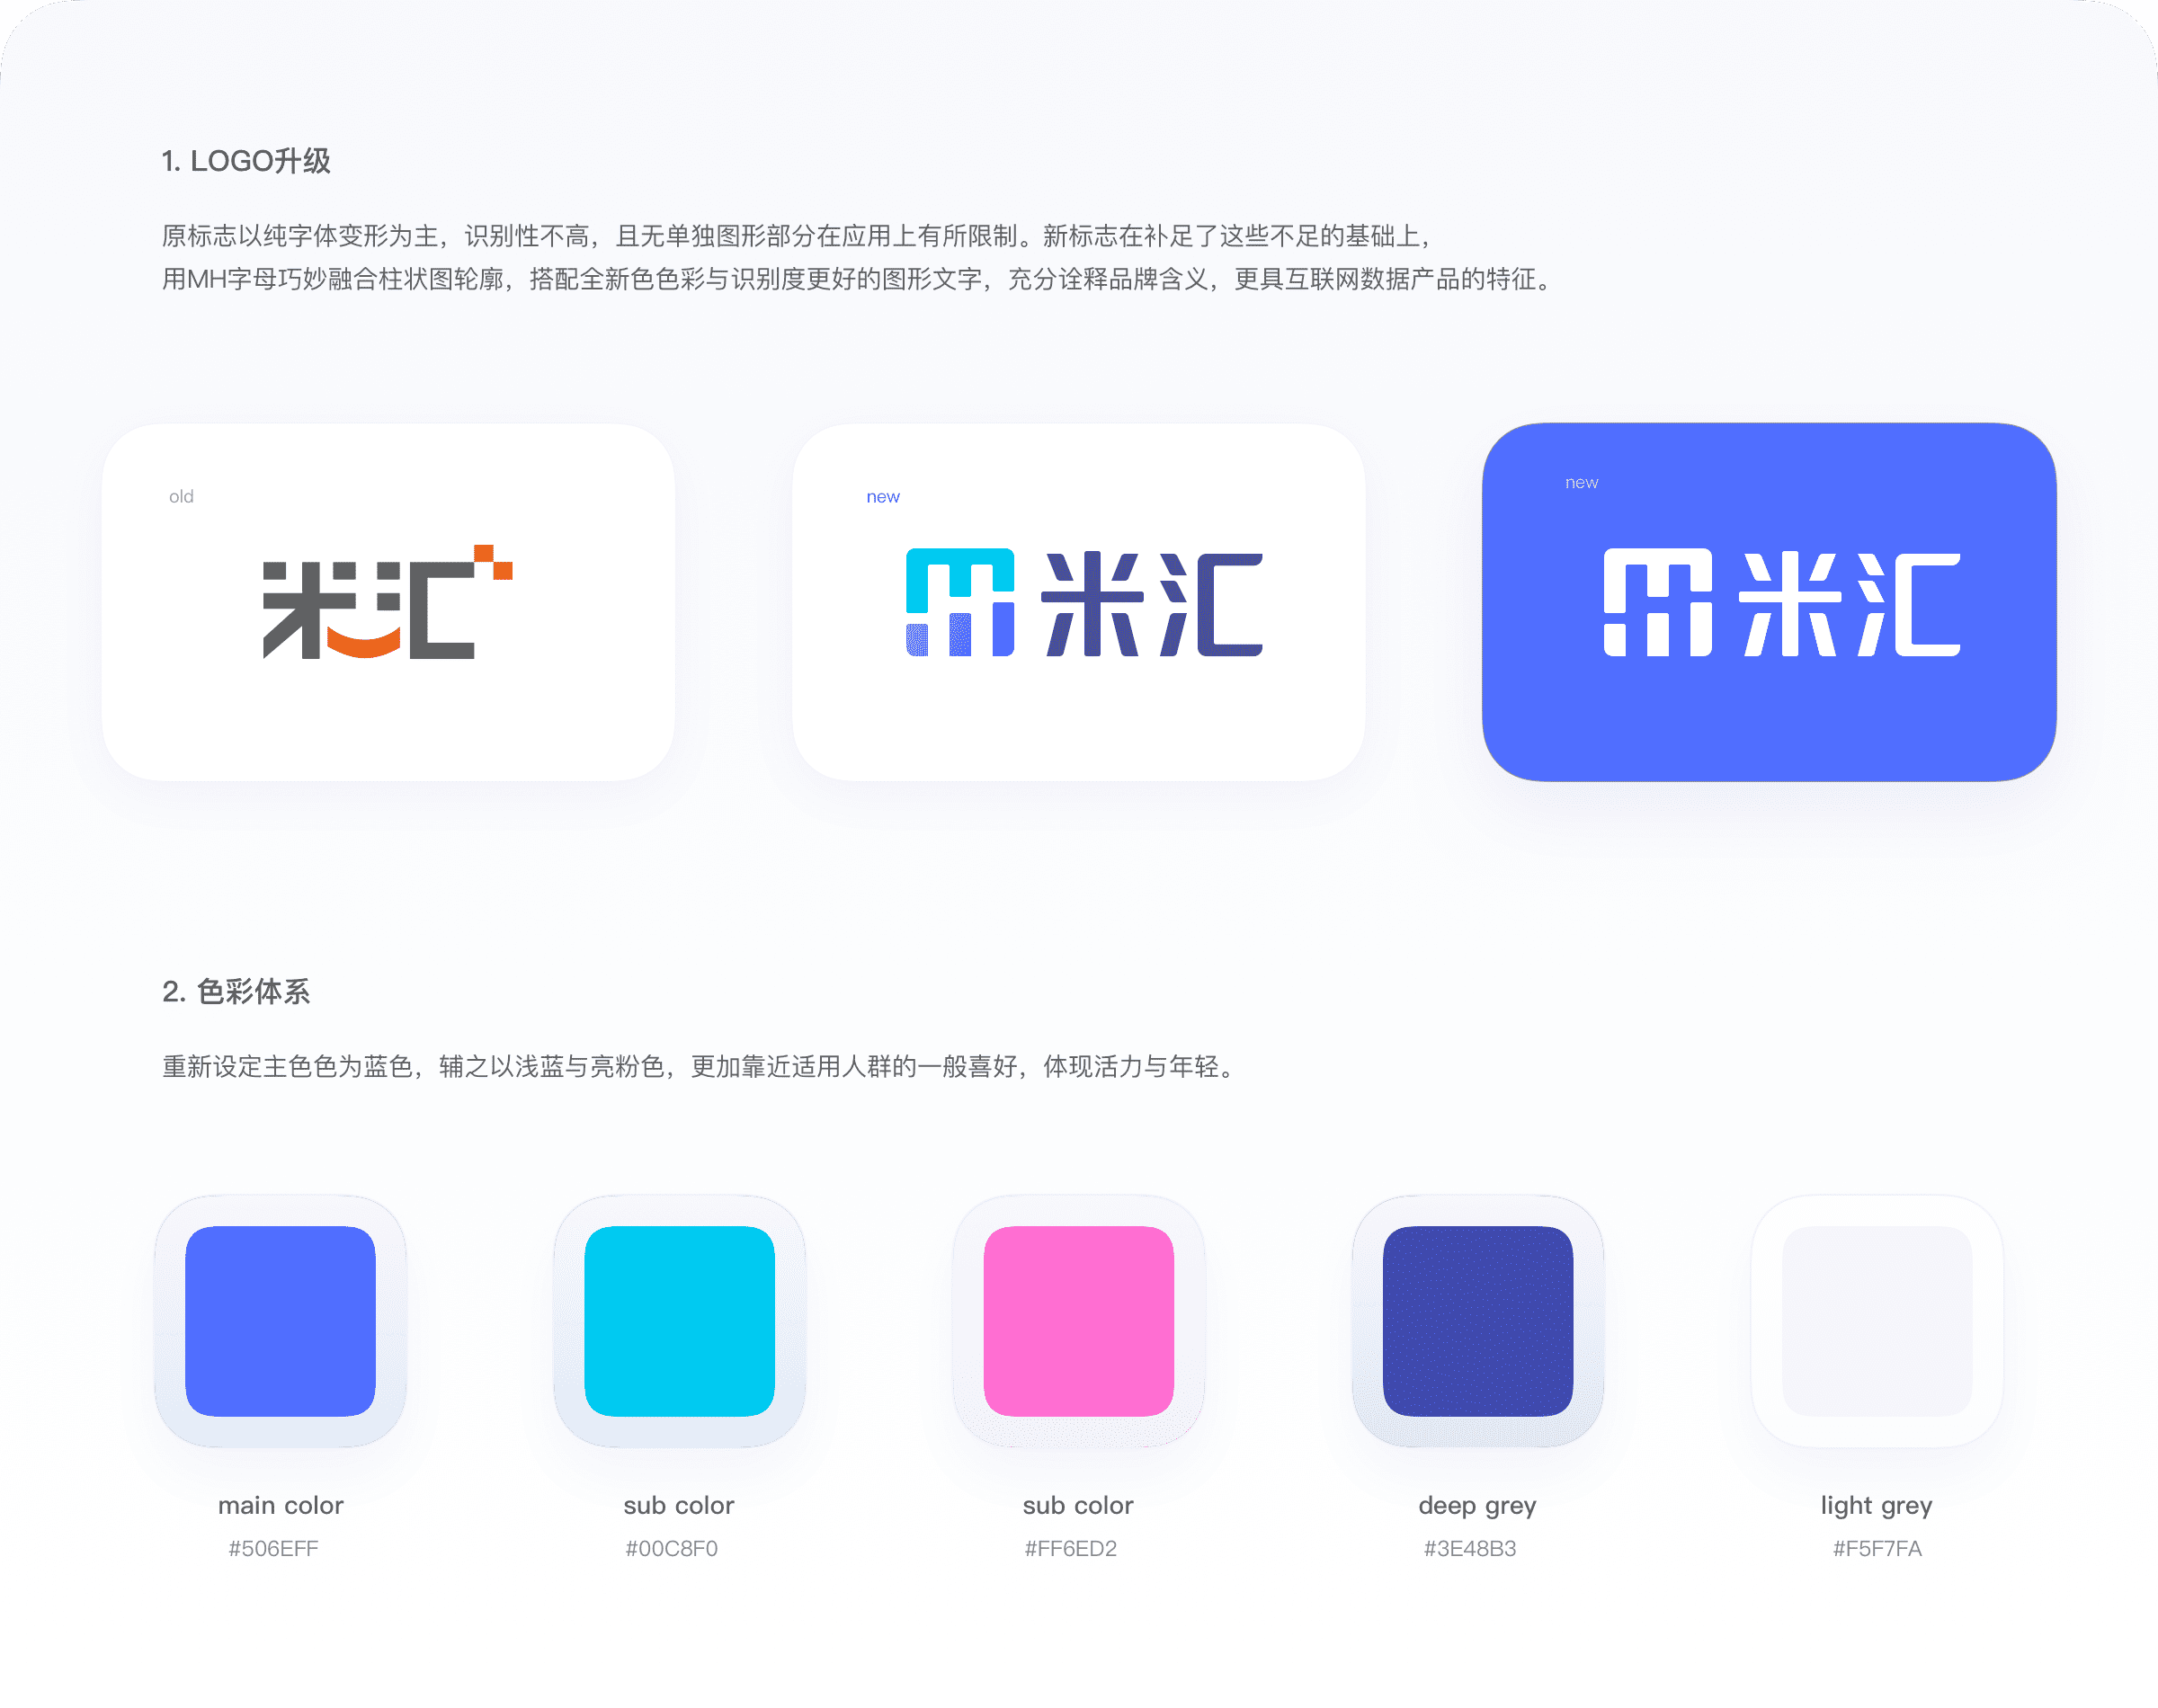 1. LOGO升级
原标志以纯字体变形为主，识别性不高，且无单独图形部分在应用上有所限制。新标志在补足了这些不足的基础上，
用MH字母巧妙融合柱状图轮廓，搭配全新色色彩与识别度更好的图形文字，充分诠释品牌含义，更具互联网数据产品的特征。
old
米汇
new
米汇
new
米汇
2. 色彩体系
重新设定主色色为蓝色，辅之以浅蓝与亮粉色，更加靠近适用人群的一般喜好，体现活力与年轻。
main color
#506EFF
sub color
#00C8F0
sub color
#FF6ED2
deep grey
#3E48B3
light grey
#F5F7FA